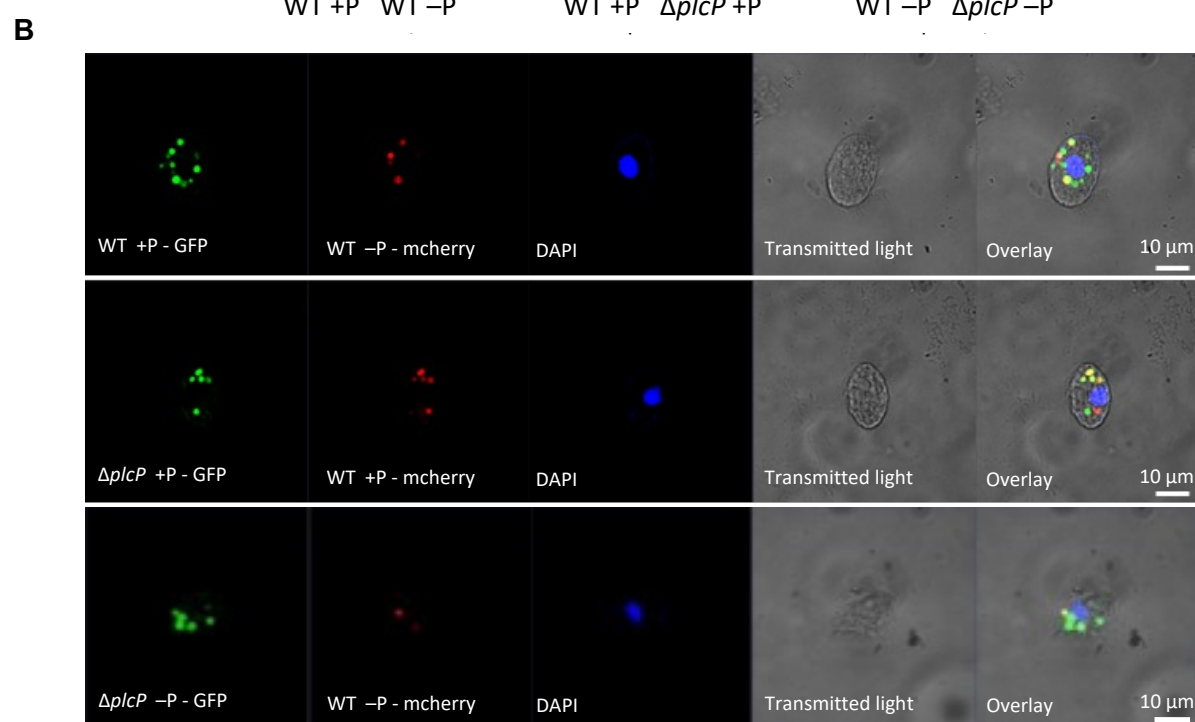 WT +P WT –P WT +P ΔplcP +P WT –P ΔplcP –P
B
WT +P - GFP WT –P - mcherry DAPI Transmitted light Overlay 10 µm
ΔplcP +P - GFP WT +P - mcherry DAPI Transmitted light Overlay 10 µm
ΔplcP –P - GFP WT –P - mcherry DAPI Transmitted light Overlay 10 µm